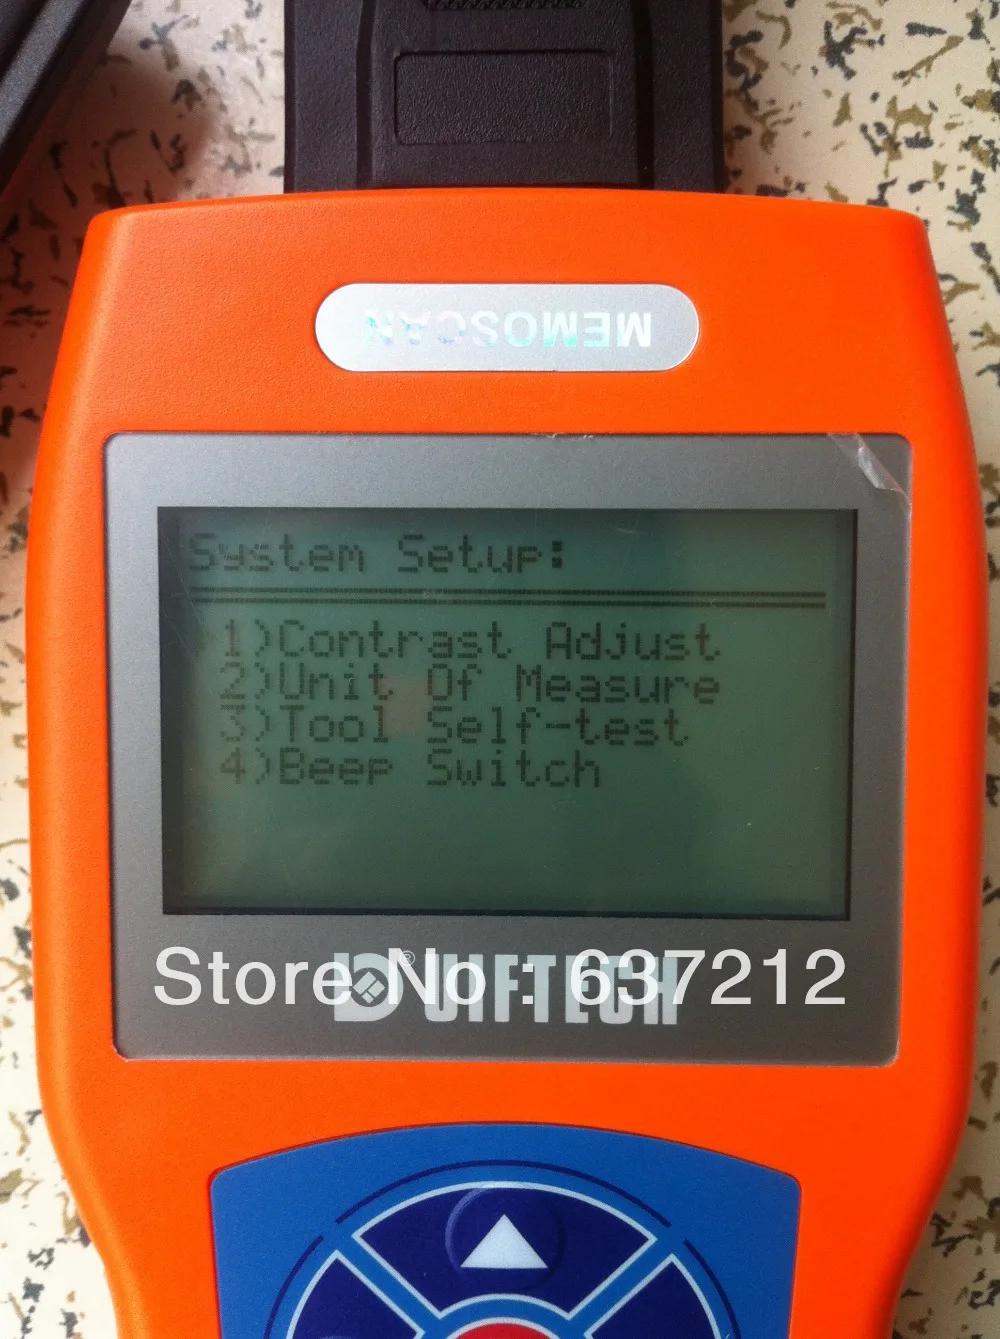 MEMOSCAN
System Setup:
1)Contrast Adjust
2)Unit Of Measure
3)Tool Self-test
4)Beep Switch
Store No : 637212